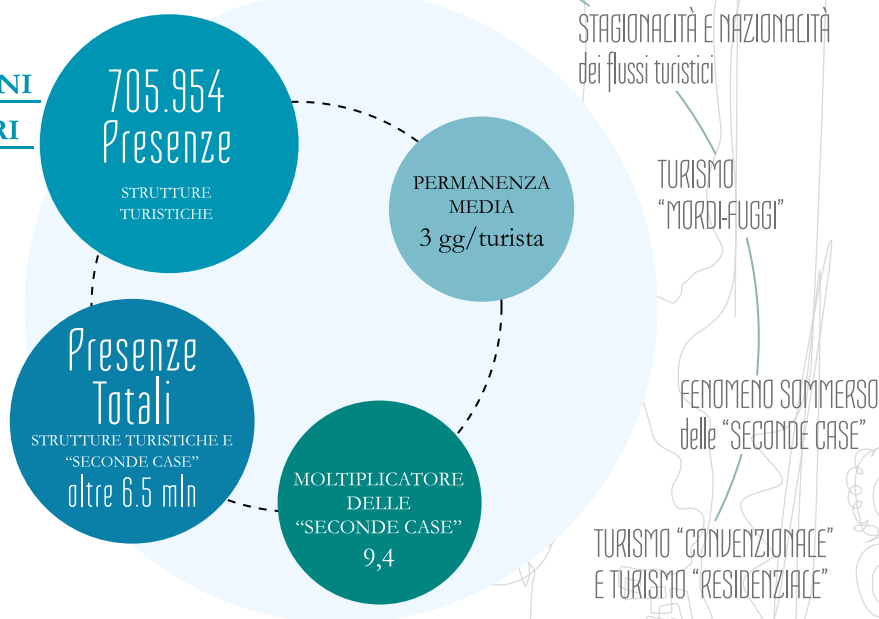 NI
RI
705.954
Presenze
STRUTTURE
TURISTICHE
PERMANENZA
MEDIA
3 gg/turista
Presenze
Totali
STRUTTURE TURISTICHE E
“SECONDE CASE”
oltre 6.5 mln
MOLTIPLICATORE
DELLE
“SECONDE CASE”
9,4
STAGIONALITÀ E NAZIONALITÀ
dei flussi turistici
TURISMO
“MORDI-FUGGI”
FENOMENO SOMMERSO
delle “SECONDE CASE”
TURISMO “CONVENZIONALE”
E TURISMO “RESIDENZIALE”